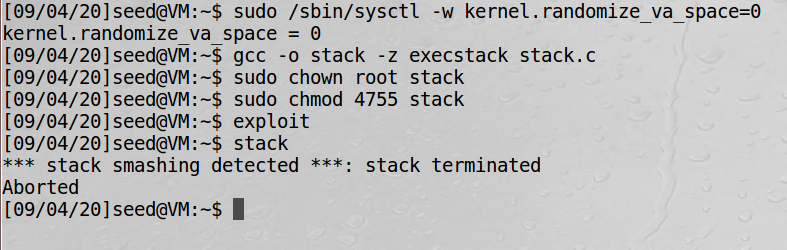 [09/04/20]seed@VM:~$ sudo /sbin/sysctl -w kernel.randomize_va_space=0
kernel.randomize_va_space = 0
[09/04/20]seed@VM:~$ gcc -o stack -z execstack stack.c
[09/04/20]seed@VM:~$ sudo chown root stack
[09/04/20]seed@VM:~$ sudo chmod 4755 stack
[09/04/20]seed@VM:~$ exploit
[09/04/20]seed@VM:~$ stack
*** stack smashing detected ***: stack terminated
Aborted
[09/04/20]seed@VM:~$